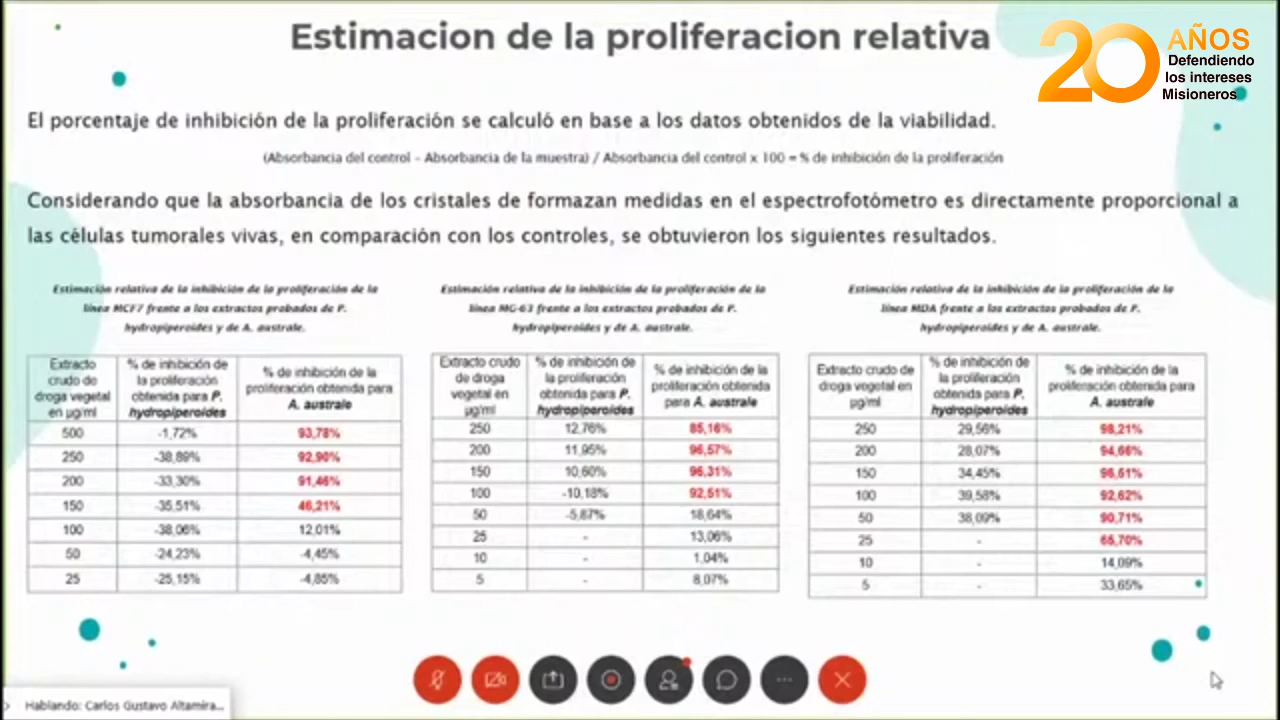 Estimacion de la proliferacion relativa
20 AÑOS
Defendiendo
los intereses
Misioneros
El porcentaje de inhibición de la proliferación se calculó en base a los datos obtenidos de la viabilidad.
(Absorbancia del control - Absorbancia de la muestra) / Absorbancia del control x 100 = % de inhibición de la proliferación
Considerando que la absorbancia de los cristales de formazan medidas en el espectrofotómetro es directamente proporcional a
las células tumorales vivas, en comparación con los controles, se obtuvieron los siguientes resultados.
Estimación relativa de la inhibición de la proliferación de la
línea MCF7 frente a los extractos probados de P.
hydropiperoides y de A. australe.
Extracto crudo de droga vegetal en µg/ml | % de inhibición de la proliferación obtenida para P. hydropiperoides | % de inhibición de la proliferación obtenida para A. australe
500 -1,72% 93,78%
250 -38,89% 92,90%
200 -33,30% 91,46%
150 -35,51% 46,21%
100 -38,06% 12,01%
50 -24,23% -4,45%
25 -25,15% -4,85%
Estimación relativa de la inhibición de la proliferación de la
línea MG-63 frente a los extractos probados de P.
hydropiperoides y de A. australe.
Extracto crudo de droga vegetal en µg/ml | % de inhibición de la proliferación obtenida para P. hydropiperoides | % de inhibición de la proliferación obtenida para A. australe
250 12,76% 85,16%
200 11,95% 96,57%
150 10,60% 96,31%
100 -10,18% 92,51%
50 -5,87% 18,64%
25 - 13,06%
10 - 1,04%
5 - 8,07%
Estimación relativa de la inhibición de la proliferación de la
línea MDA frente a los extractos probados de P.
hydropiperoides y de A. australe.
Extracto crudo de droga vegetal en µg/ml | % de inhibición de la proliferación obtenida para P. hydropiperoides | % de inhibición de la proliferación obtenida para A. australe
250 29,56% 98,21%
200 28,07% 94,66%
150 34,45% 96,61%
100 39,58% 92,62%
50 38,09% 90,71%
25 - 65,70%
10 - 14,09%
5 - 33,65%
Hablando: Carlos Gustavo Altamira...